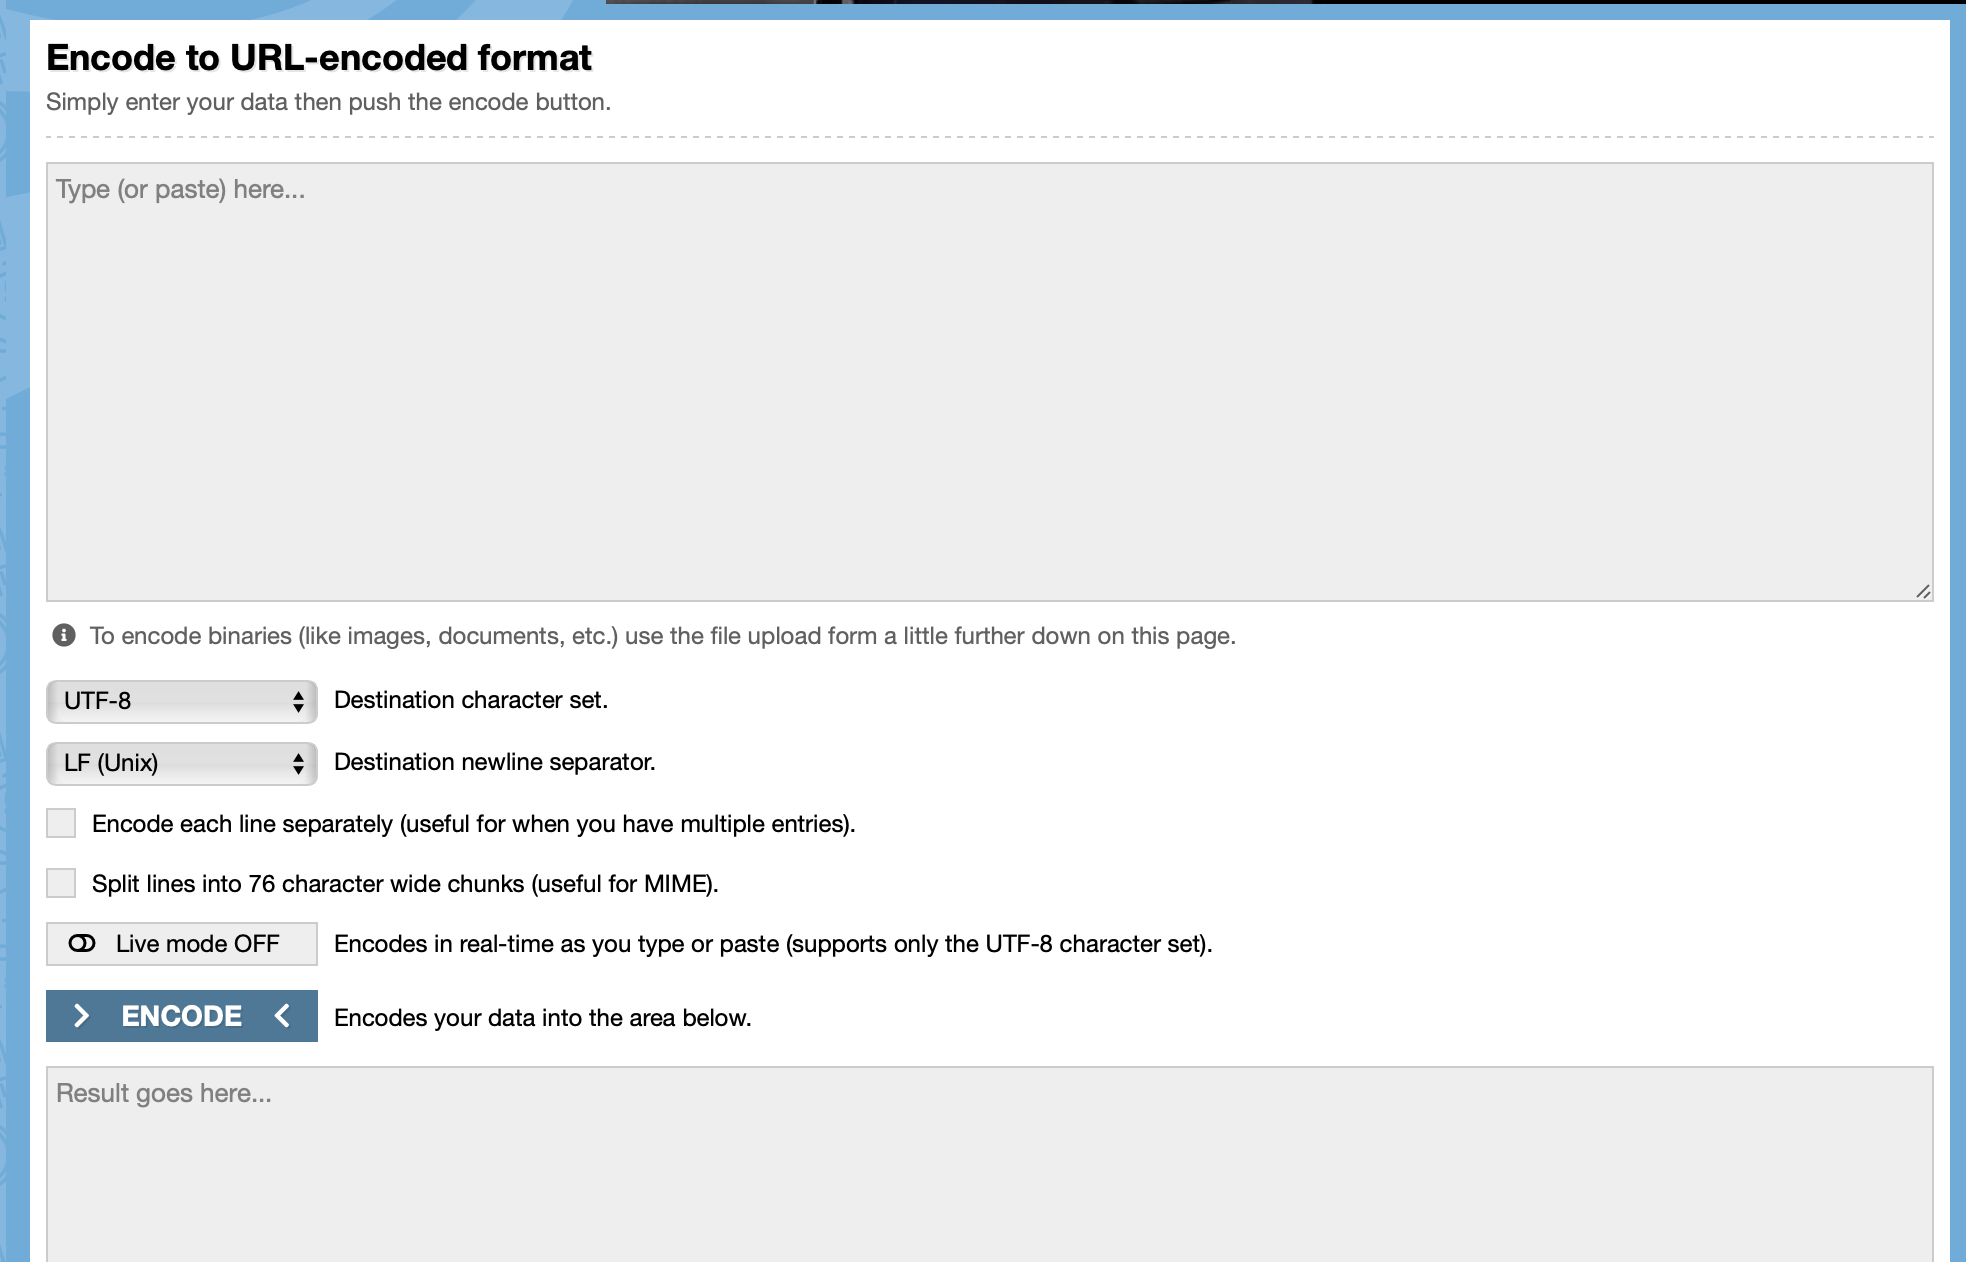 Encode to URL-encoded format
Simply enter your data then push the encode button.
Type (or paste) here...
To encode binaries (like images, documents, etc.) use the file upload form a little further down on this page.
UTF-8 Destination character set.
LF (Unix) Destination newline separator.
Encode each line separately (useful for when you have multiple entries).
Split lines into 76 character wide chunks (useful for MIME).
Live mode OFF Encodes in real-time as you type or paste (supports only the UTF-8 character set).
> ENCODE < Encodes your data into the area below.
Result goes here...